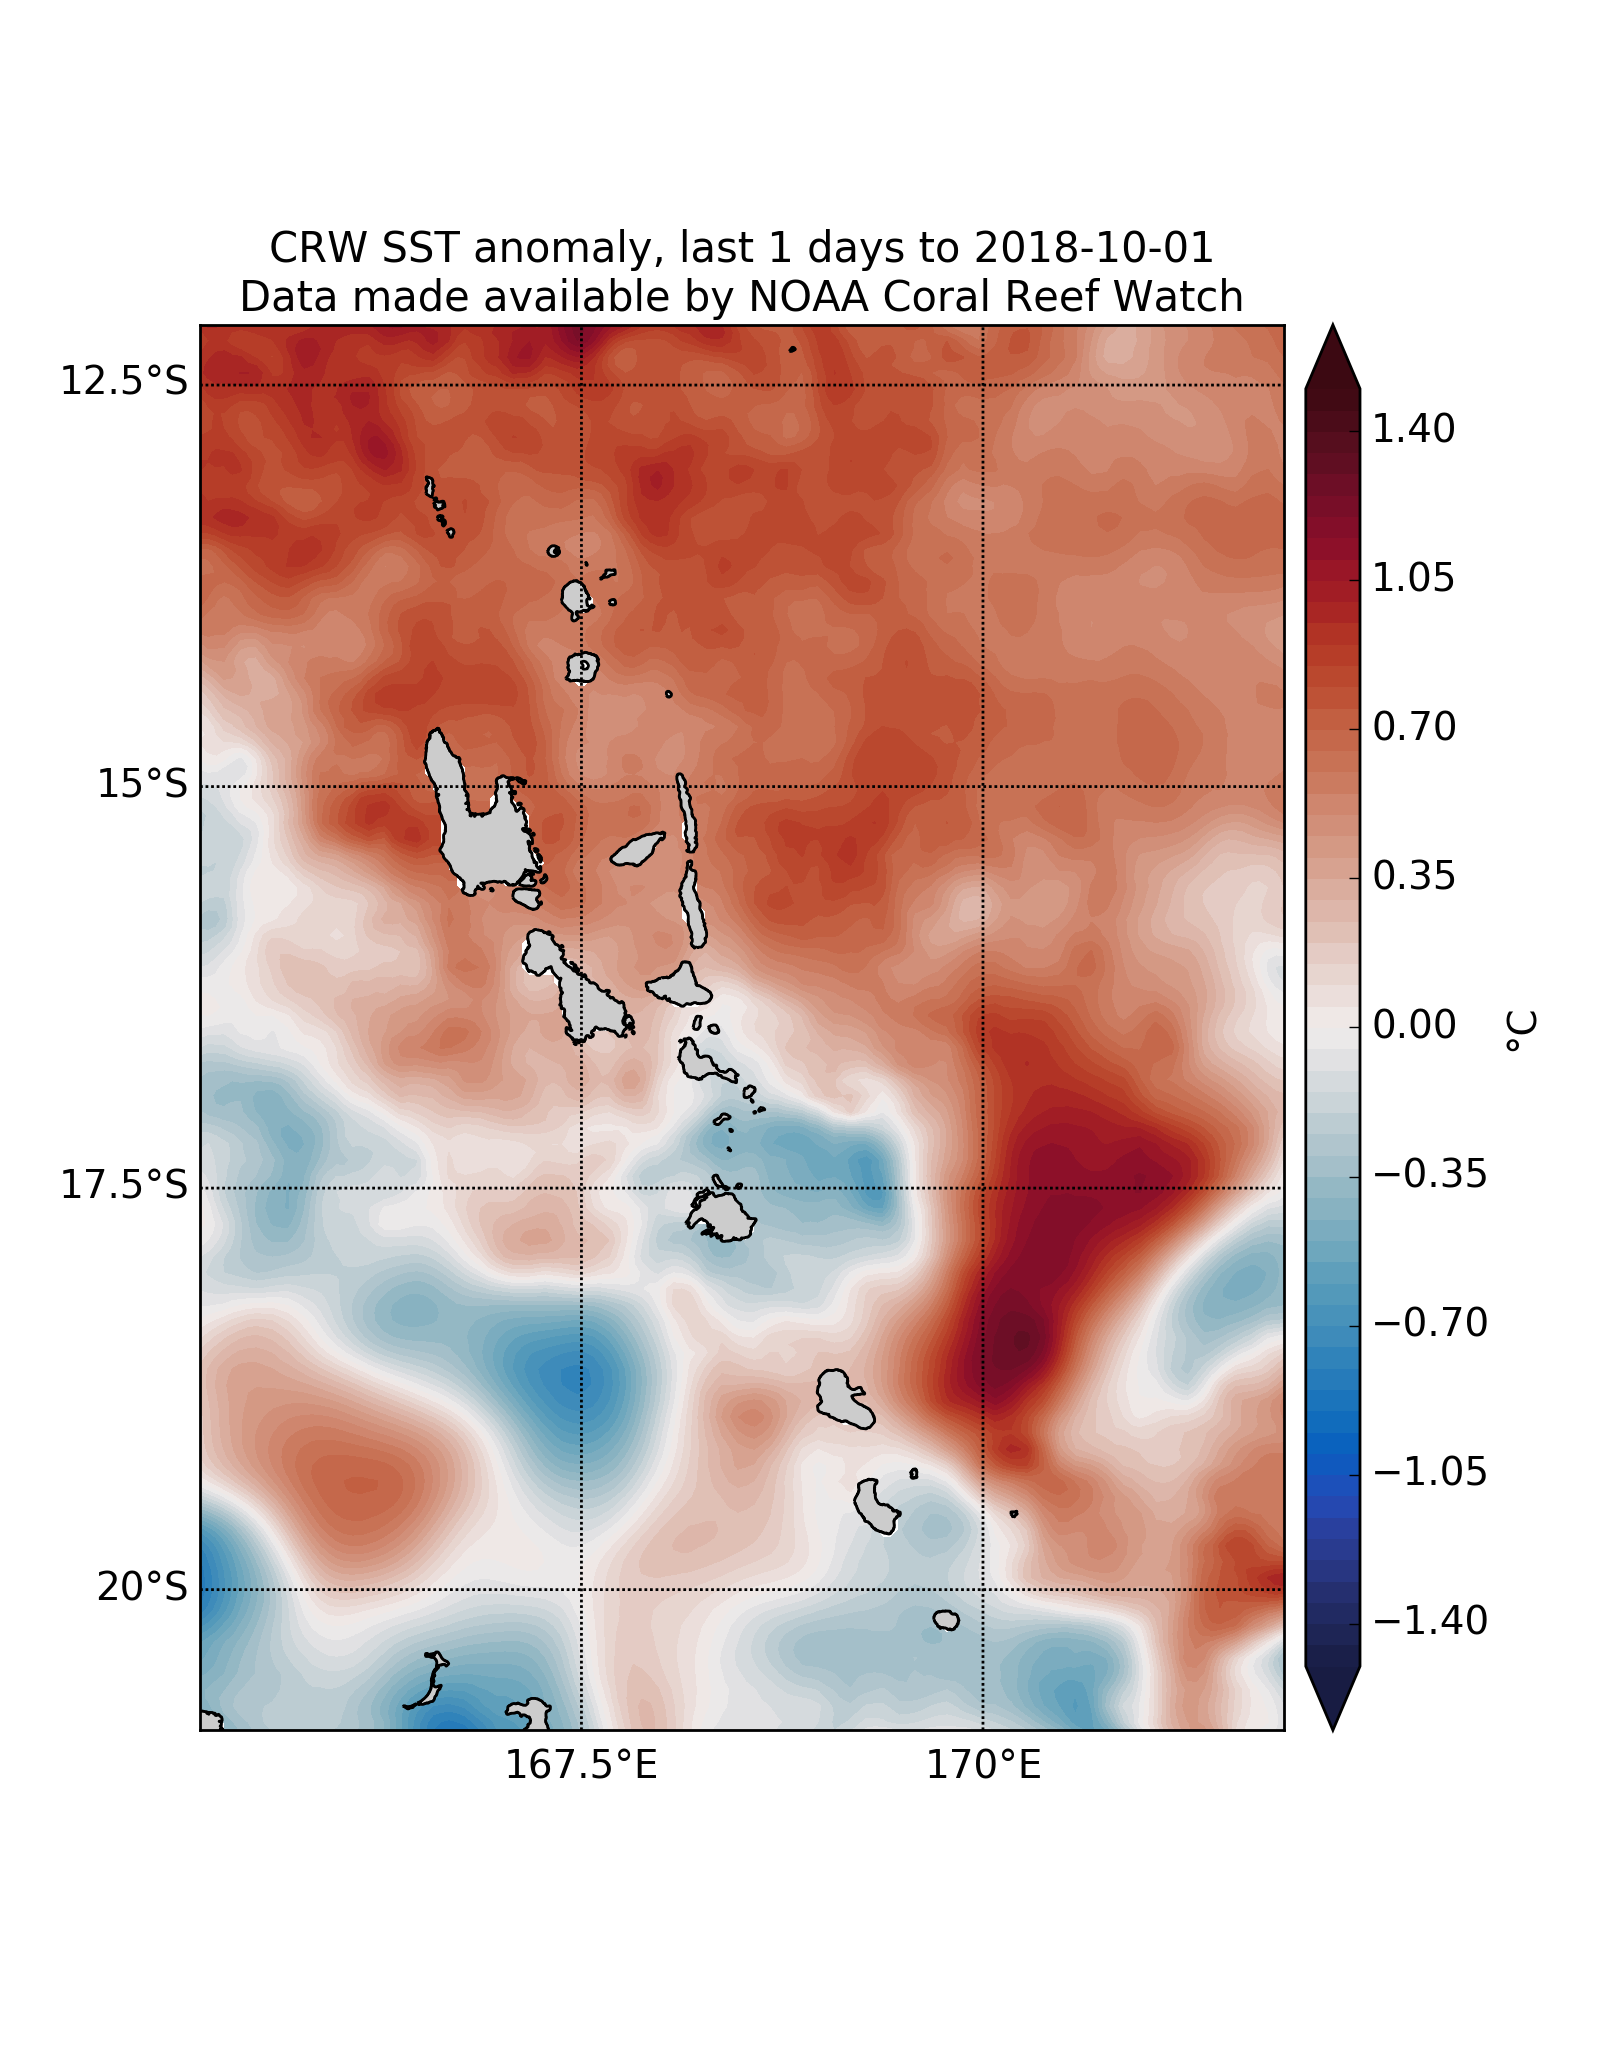 CRW SST anomaly, last 1 days to 2018-10-01
Data made available by NOAA Coral Reef Watch
12.5°S
15°S
17.5°S
20°S
167.5°E
170°E
1.40
1.05
0.70
0.35
0.00
−0.35
−0.70
−1.05
−1.40
°C